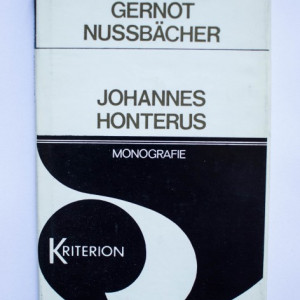 GERNOT
NUSSBÄCHER
JOHANNES
HONTERUS
MONOGRAFIE
KRITERION